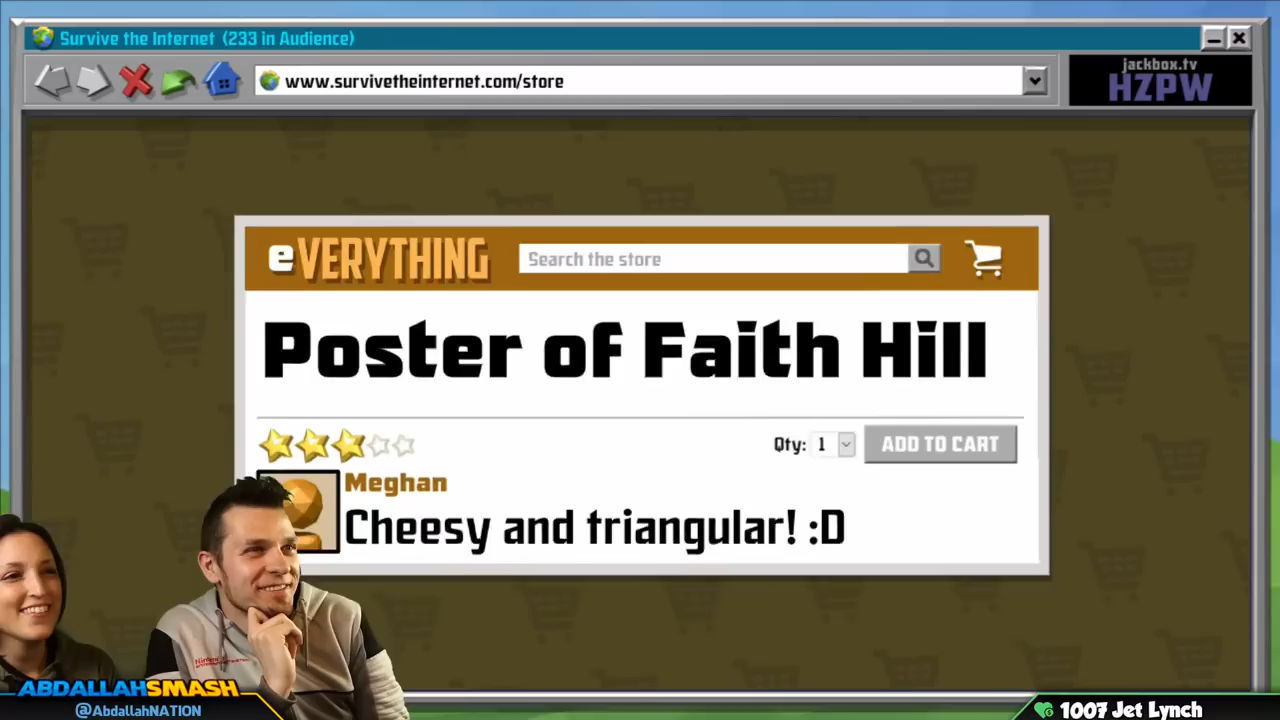 Survive the Internet (233 in Audience)
www.survivetheinternet.com/store
jackbox.tv
HZPW
eVERYTHING
Search the store
Poster of Faith Hill
Qty: 1
ADD TO CART
Meghan
Cheesy and triangular! :D
ABDALLAHSMASH
@AbdallahNATION
1007 Jet Lynch